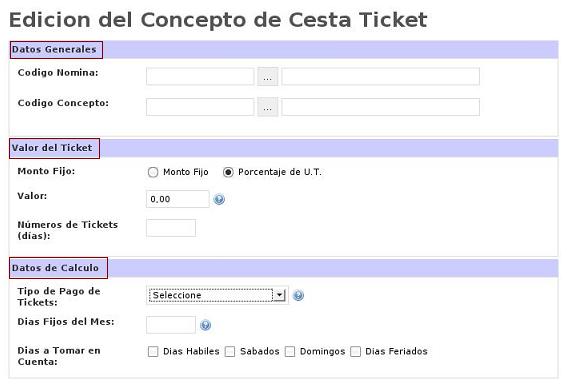 Edicion del Concepto de Cesta Ticket
Datos Generales
Codigo Nomina:
...
Codigo Concepto:
...
Valor del Ticket
Monto Fijo: Monto Fijo Porcentaje de U.T.
Valor: 0,00 ?
Números de Tickets
(días):
Datos de Calculo
Tipo de Pago de
Tickets: Seleccione ?
Dias Fijos del Mes: ?
Dias a Tomar en
Cuenta: Dias Habiles Sabados Domingos Dias Feriados